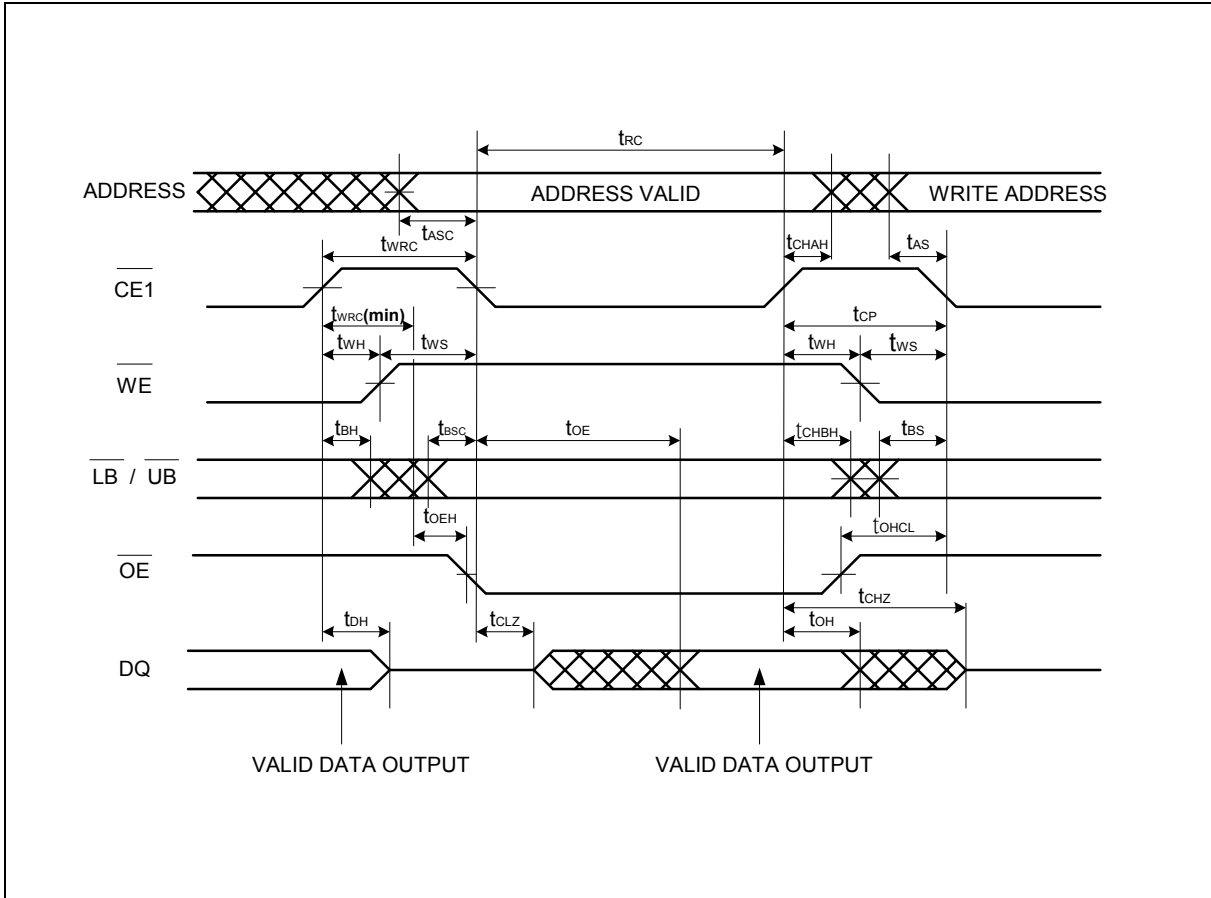 tRC
ADDRESS
ADDRESS VALID
WRITE ADDRESS
tASC
tCHAH
tAS
tWRC
CE1
tWRC(min)
tCP
tWH
tWS
tWH
tWS
WE
tBH
tBSC
tOE
tCHBH
tBS
LB / UB
tOEH
tOHCL
OE
tCHZ
tDH
tCLZ
tOH
DQ
VALID DATA OUTPUT
VALID DATA OUTPUT